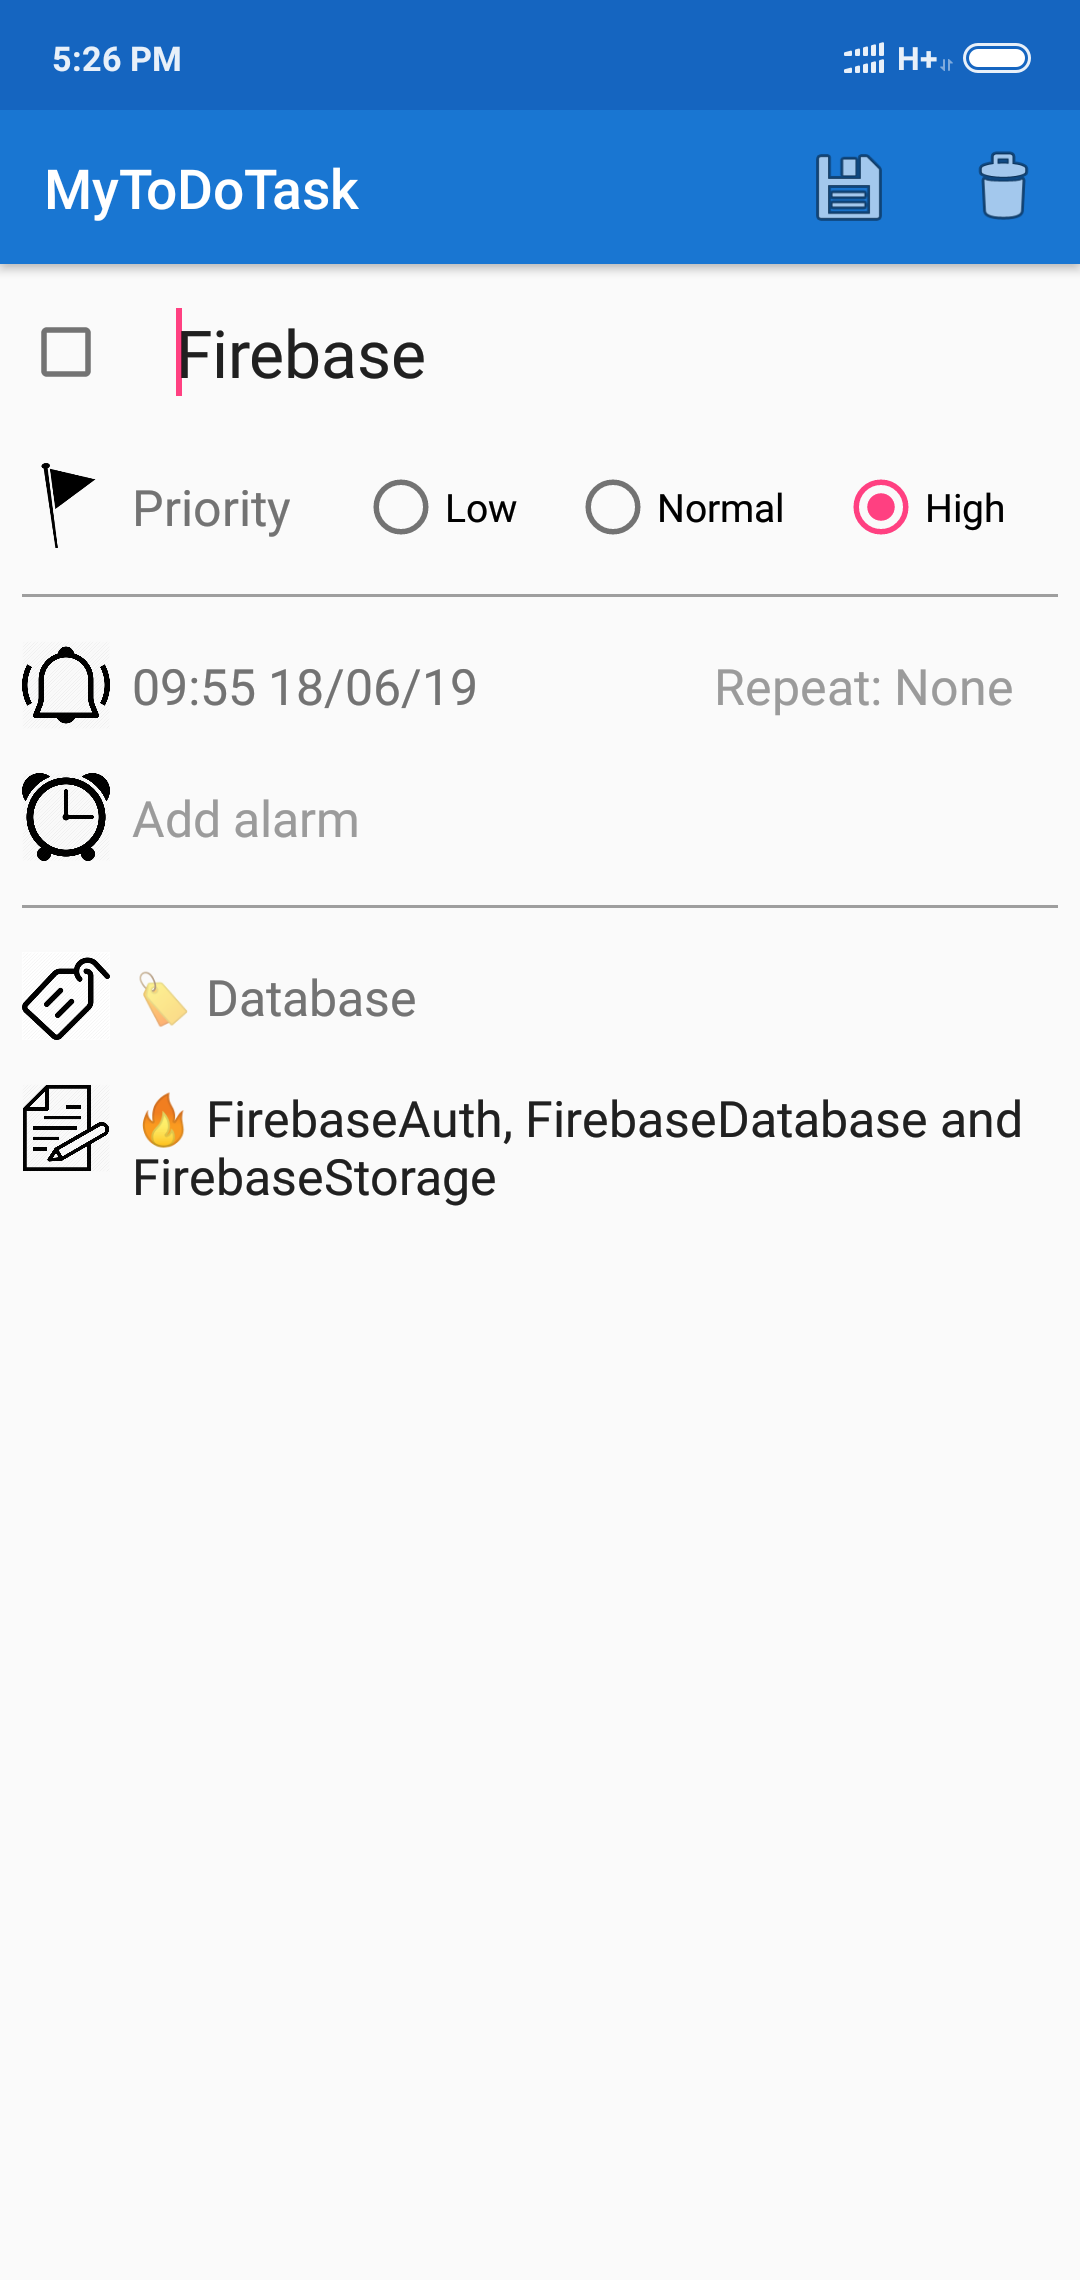 5:26 PM H+
MyToDoTask
Firebase
Priority Low Normal High
09:55 18/06/19 Repeat: None
Add alarm
🏷️ Database
🔥 FirebaseAuth, FirebaseDatabase and
FirebaseStorage